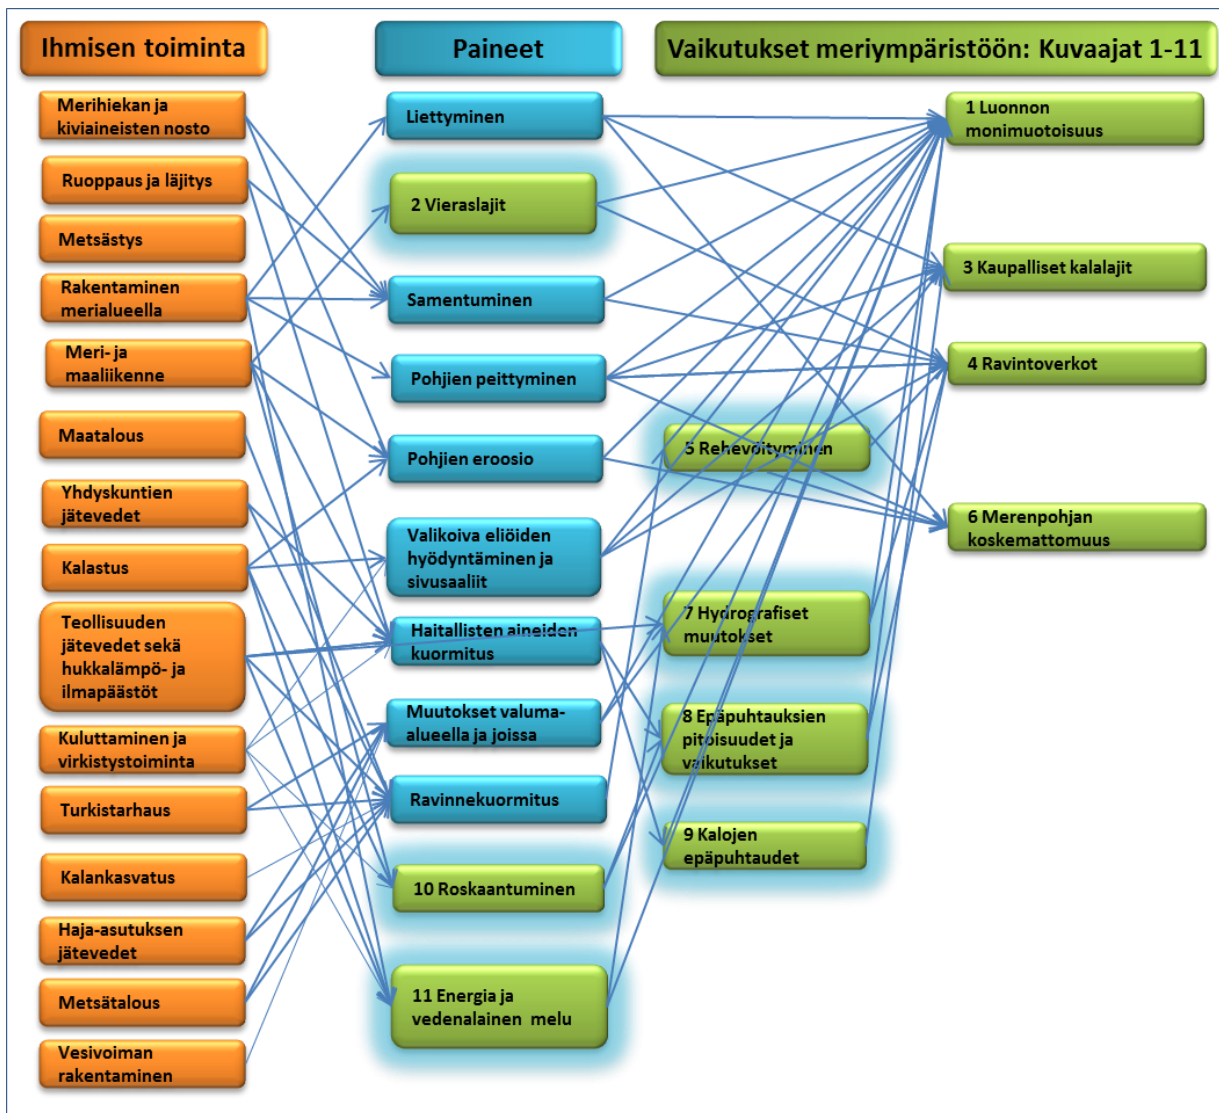 Ihmisen toiminta
Paineet
Vaikutukset meriympäristöön: Kuvaajat 1-11
Merihiekan ja
kiviaineisten nosto
Ruoppaus ja läjitys
Metsästys
Rakentaminen
merialueella
Meri- ja
maaliikenne
Maatalous
Yhdyskuntien
jätevedet
Kalastus
Teollisuuden
jätevedet sekä
hukkalämpö- ja
ilmapäästöt
Kuluttaminen ja
virkistystoiminta
Turkistarhaus
Kalankasvatus
Haja-asutuksen
jätevedet
Metsätalous
Vesivoiman
rakentaminen
Liettyminen
2 Vieraslajit
Samentuminen
Pohjien peittyminen
Pohjien eroosio
Valikoiva eliöiden
hyödyntäminen ja
sivusaaliit
Haitallisten aineiden
kuormitus
Muutokset valuma-
alueella ja joissa
Ravinnekuormitus
10 Roskaantuminen
11 Energia ja
vedenalainen melu
5 Rehevöityminen
7 Hydrografiset
muutokset
8 Epäpuhtauksien
pitoisuudet ja
vaikutukset
9 Kalojen
epäpuhtaudet
1 Luonnon
monimuotoisuus
3 Kaupalliset kalalajit
4 Ravintoverkot
6 Merenpohjan
koskemattomuus